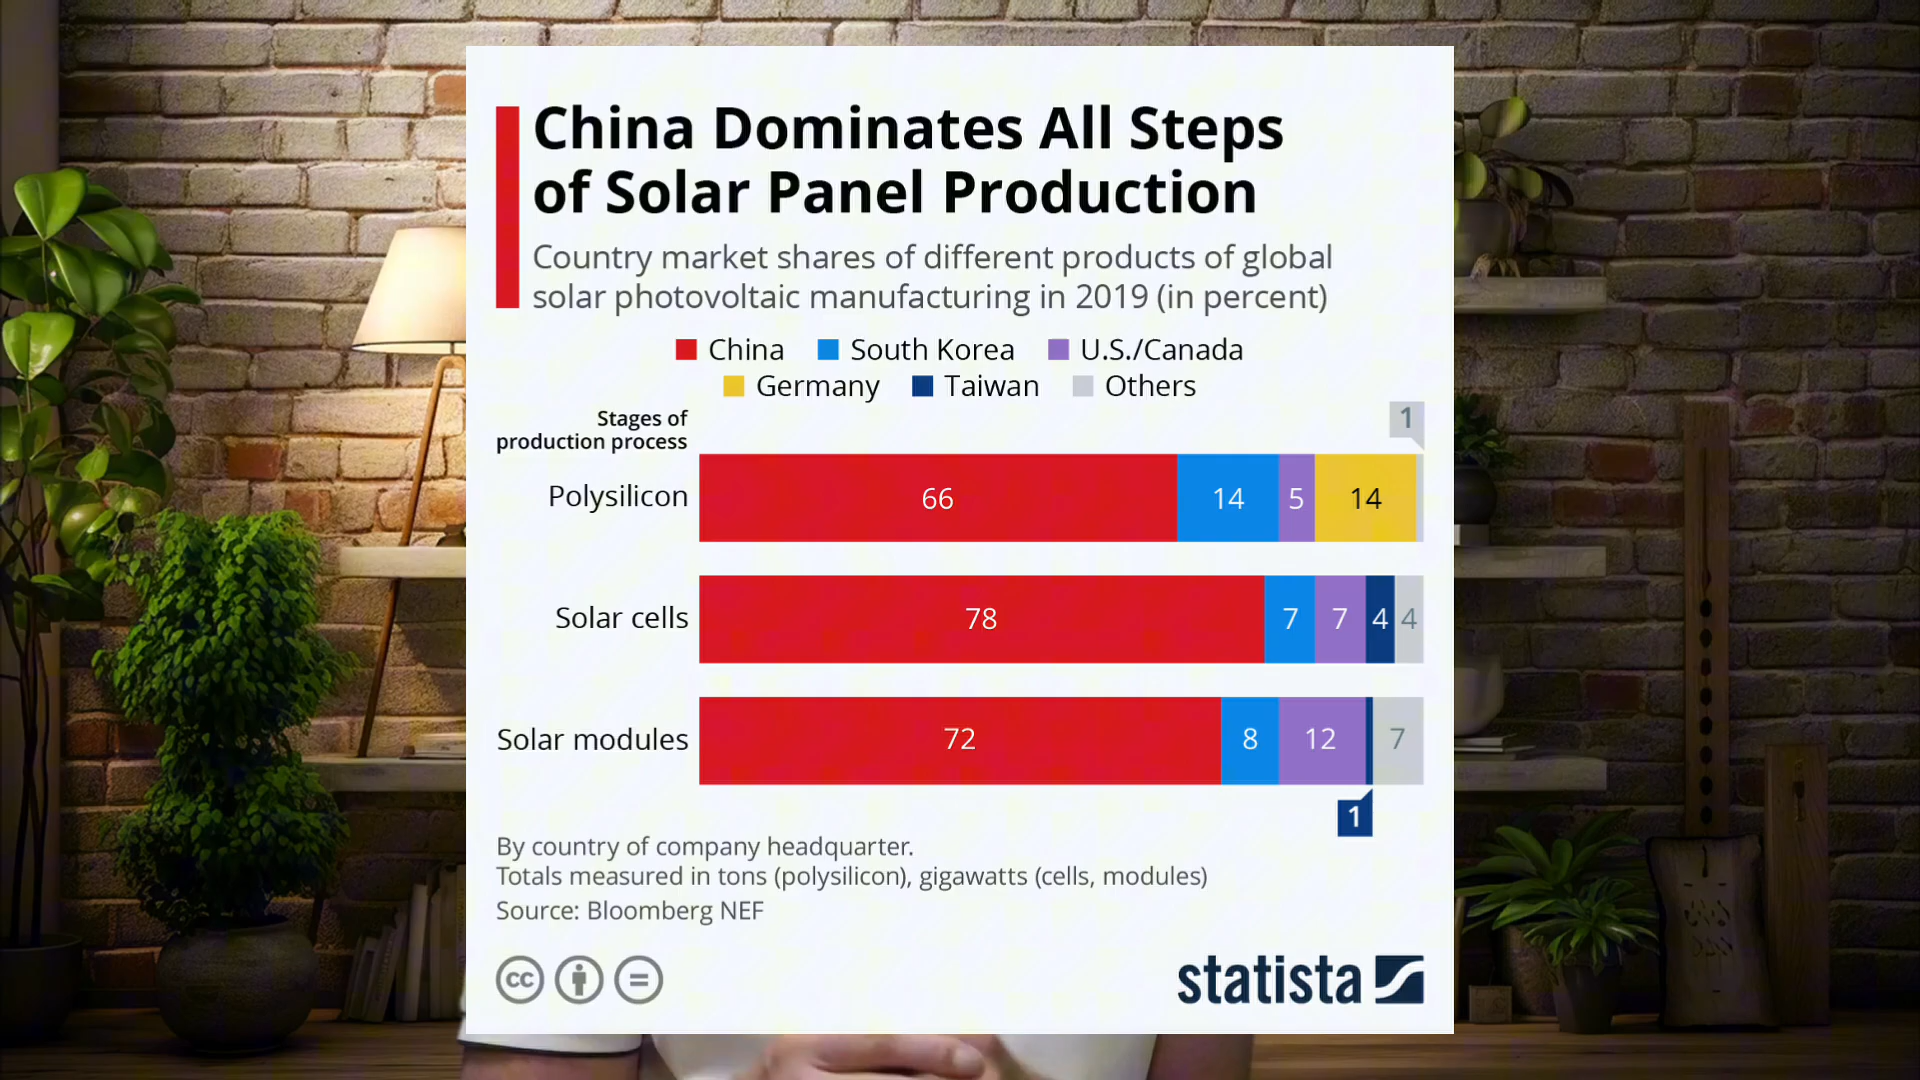 China Dominates All Steps
of Solar Panel Production
Country market shares of different products of global
solar photovoltaic manufacturing in 2019 (in percent)
China South Korea U.S./Canada
Germany Taiwan Others
Stages of
production process
1
Polysilicon 66 14 5 14
Solar cells 78 7 7 4 4
Solar modules 72 8 12 7
1
By country of company headquarter.
Totals measured in tons (polysilicon), gigawatts (cells, modules)
Source: Bloomberg NEF
cc =
statista